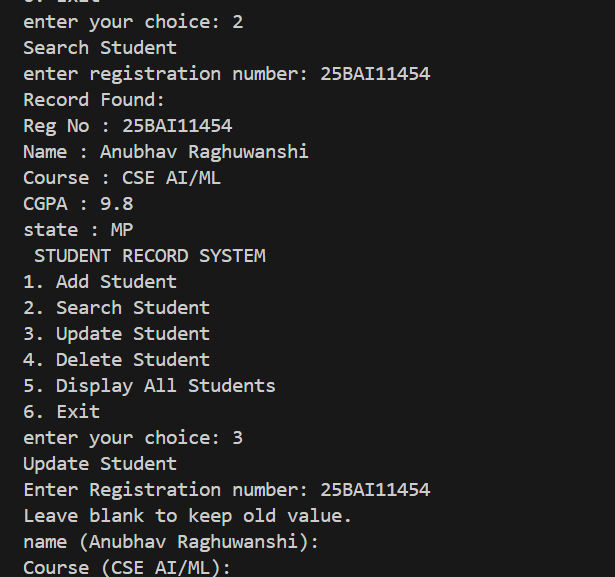 6. Exit
enter your choice: 2
Search Student
enter registration number: 25BAI11454
Record Found:
Reg No : 25BAI11454
Name : Anubhav Raghuwanshi
Course : CSE AI/ML
CGPA : 9.8
state : MP
STUDENT RECORD SYSTEM
1. Add Student
2. Search Student
3. Update Student
4. Delete Student
5. Display All Students
6. Exit
enter your choice: 3
Update Student
Enter Registration number: 25BAI11454
Leave blank to keep old value.
name (Anubhav Raghuwanshi):
Course (CSE AI/ML):